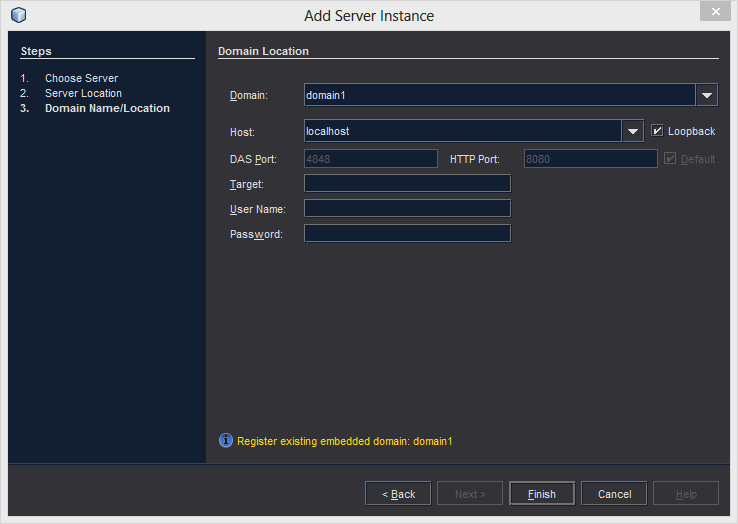 Add Server Instance
Steps
1. Choose Server
2. Server Location
3. Domain Name/Location
Domain Location
Domain: domain1
Host: localhost Loopback
DAS Port: 4848 HTTP Port: 8080 Default
Target:
User Name:
Password:
Register existing embedded domain: domain1
< Back Next > Finish Cancel Help